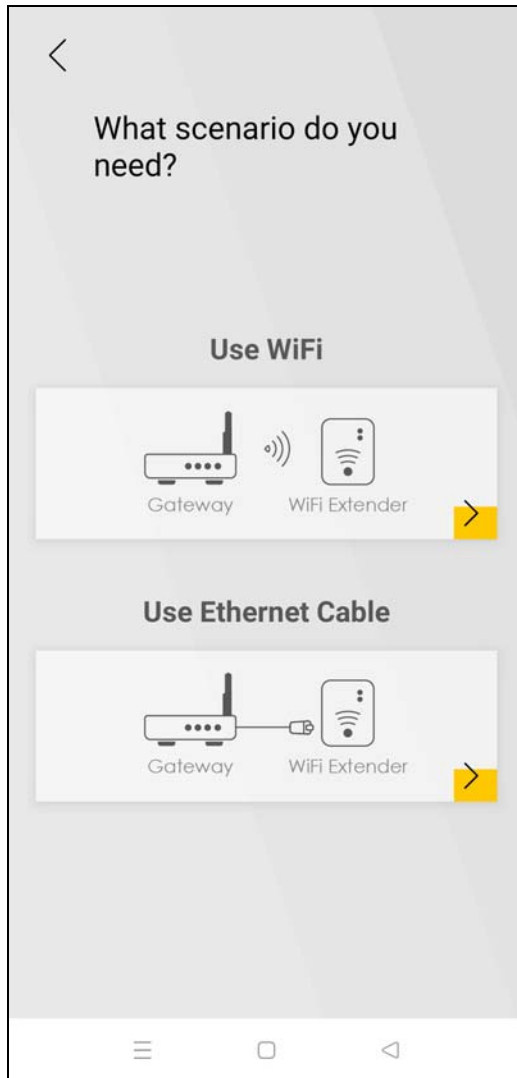 What scenario do you
need?
Use WiFi
Gateway WiFi Extender
Use Ethernet Cable
Gateway WiFi Extender